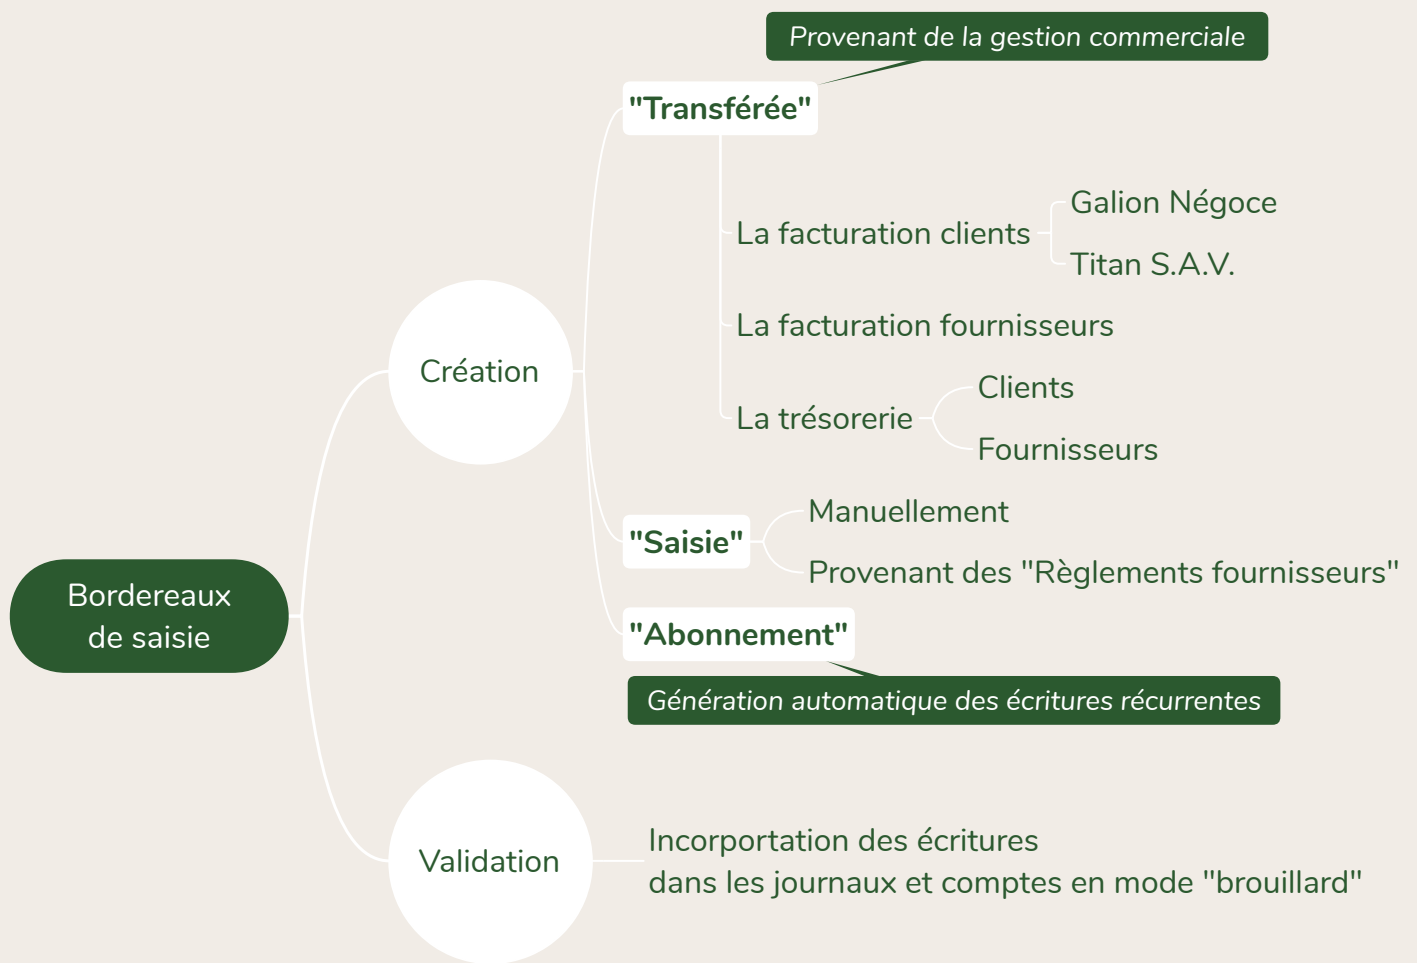 Provenant de la gestion commerciale
"Transférée"
Galion Négoce
La facturation clients
Titan S.A.V.
La facturation fournisseurs
Création
Clients
La trésorerie
Fournisseurs
Manuellement
"Saisie"
Provenant des "Règlements fournisseurs"
Bordereaux
de saisie
"Abonnement"
Génération automatique des écritures récurrentes
Validation
Incorportation des écritures
dans les journaux et comptes en mode "brouillard"